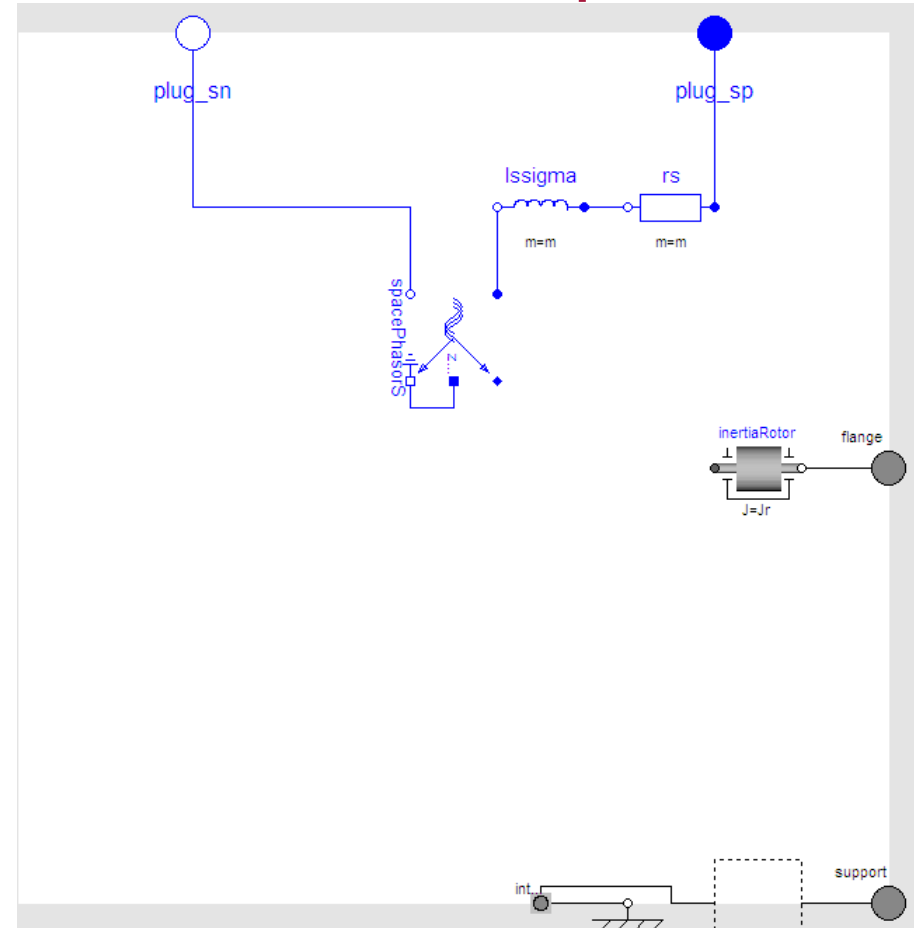 plug_sn
plug_sp
lssigma
rs
m=m
m=m
spacePhasorS
z
inertiaRotor
flange
J=Jr
support
int...